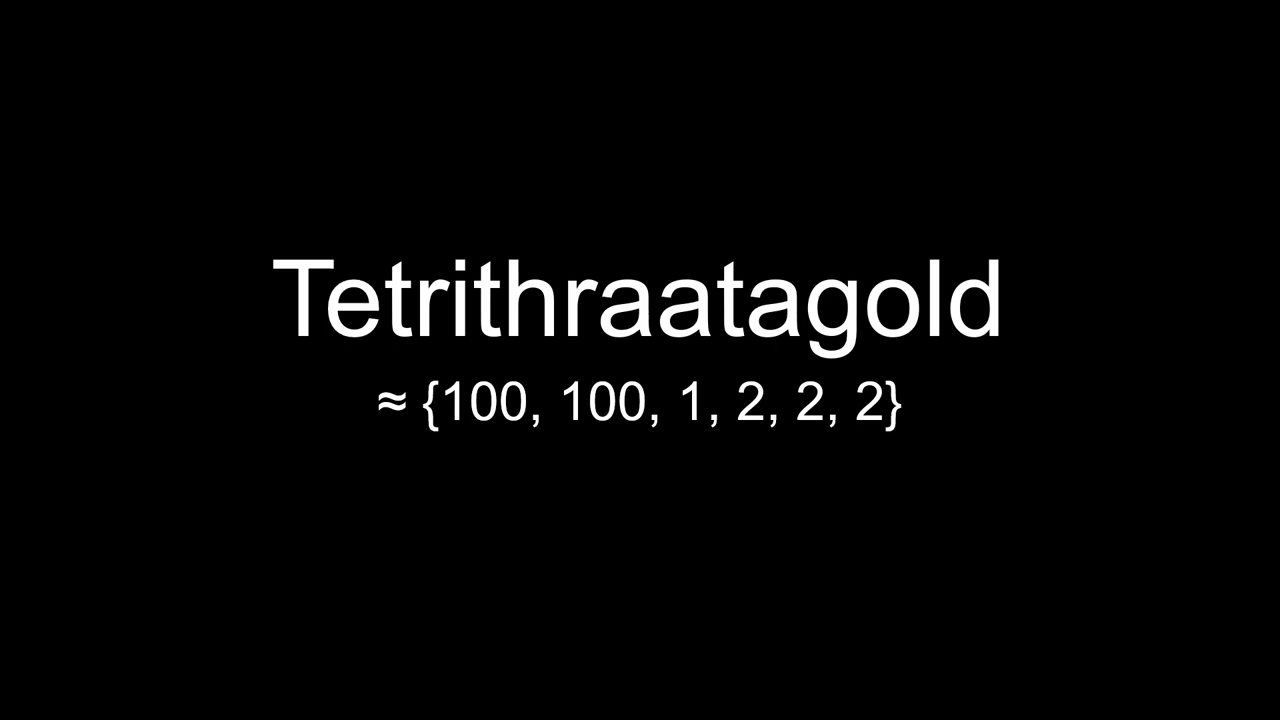 Tetrithraatagold
≈ {100, 100, 1, 2, 2, 2}